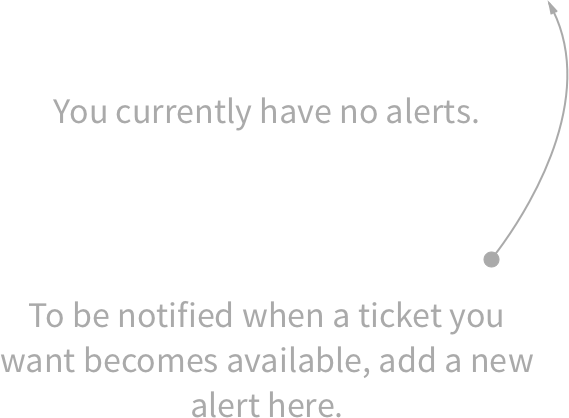 You currently have no alerts.
To be notified when a ticket you
want becomes available, add a new
alert here.